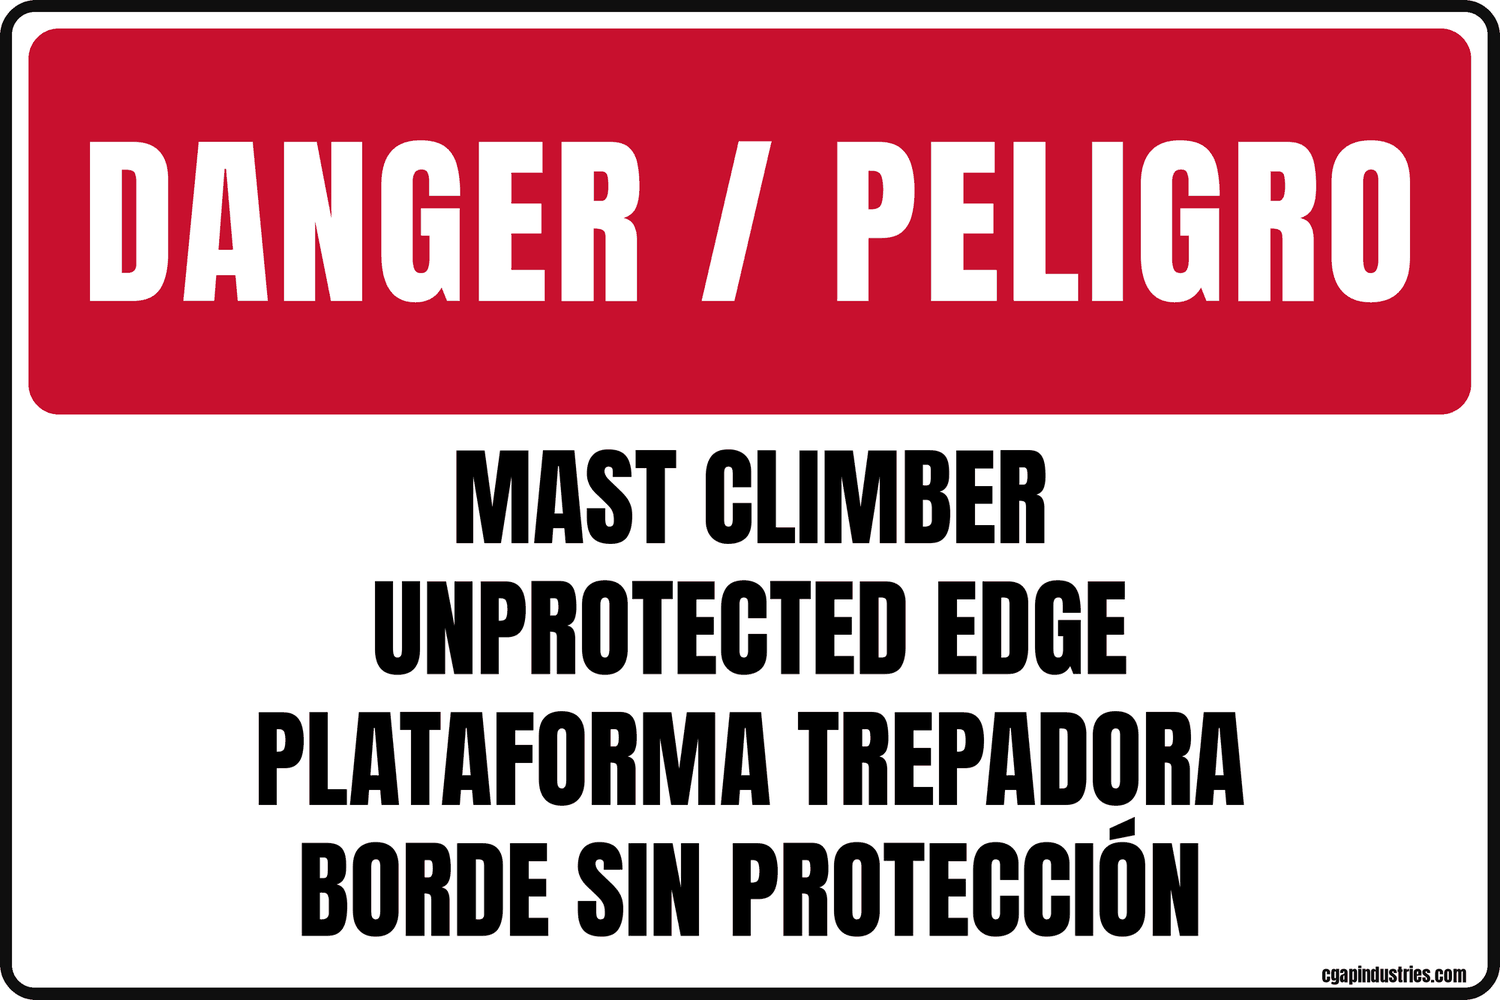 DANGER / PELIGRO
MAST CLIMBER
UNPROTECTED EDGE
PLATAFORMA TREPADORA
BORDE SIN PROTECCIÓN
cgapindustries.com